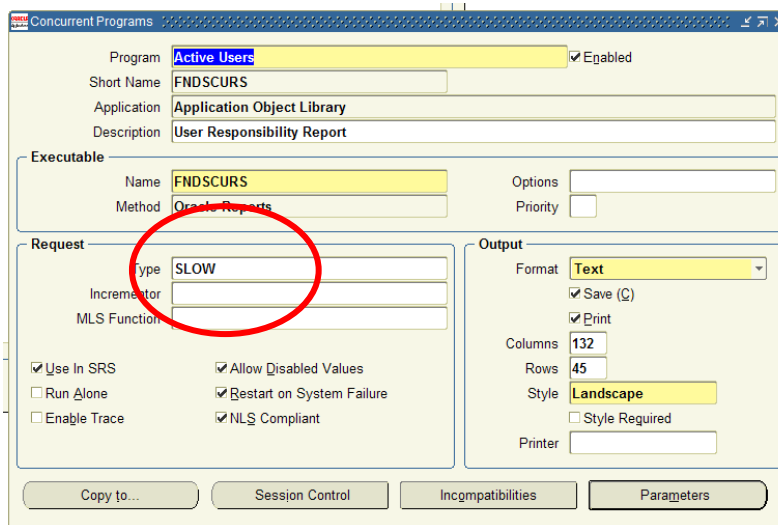 Concurrent Programs
Program Active Users Enabled
Short Name FNDSCURS
Application Application Object Library
Description User Responsibility Report
Executable
Name FNDSCURS Options
Method Oracle Reports Priority
Request
Type SLOW
Incrementor
MLS Function
Use In SRS Allow Disabled Values
Run Alone Restart on System Failure
Enable Trace NLS Compliant
Output
Format Text
Save (C)
Print
Columns 132
Rows 45
Style Landscape
Style Required
Printer
Copy to... Session Control Incompatibilities Parameters